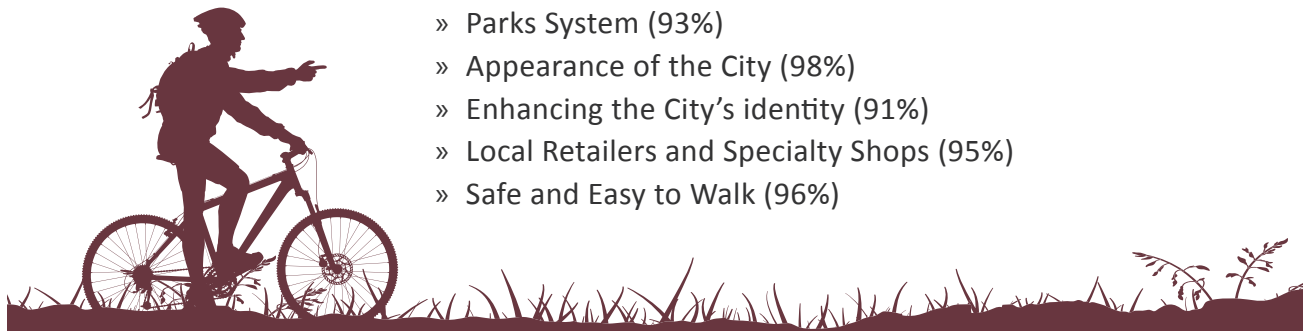 » Parks System (93%)
» Appearance of the City (98%)
» Enhancing the City’s identity (91%)
» Local Retailers and Specialty Shops (95%)
» Safe and Easy to Walk (96%)